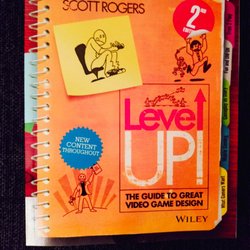 SCOTT ROGERS
2ND
Level
UP!
NEW
CONTENT
THROUGHOUT
THE GUIDE TO GREAT
VIDEO GAME DESIGN
WILEY